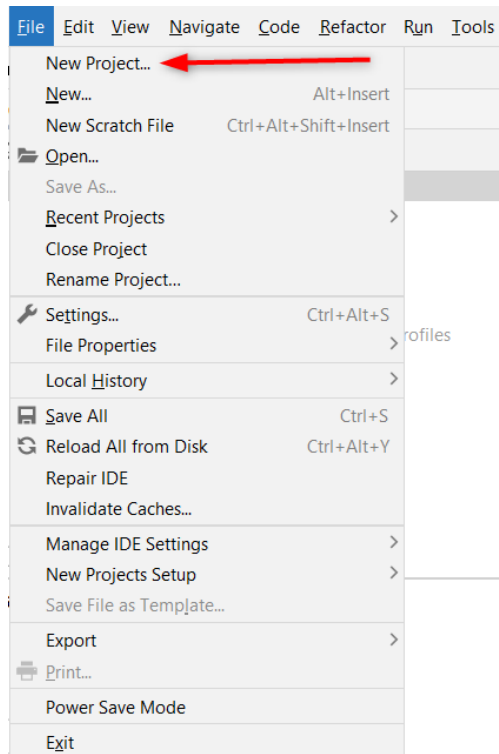 File Edit View Navigate Code Refactor Run Tools
New Project...
New... Alt+Insert
New Scratch File Ctrl+Alt+Shift+Insert
Open...
Save As...
Recent Projects
Close Project
Rename Project...
Settings... Ctrl+Alt+S
rofiles
File Properties
Local History
Save All Ctrl+S
Reload All from Disk Ctrl+Alt+Y
Repair IDE
Invalidate Caches...
Manage IDE Settings
New Projects Setup
Save File as Template...
Export
Print...
Power Save Mode
Exit